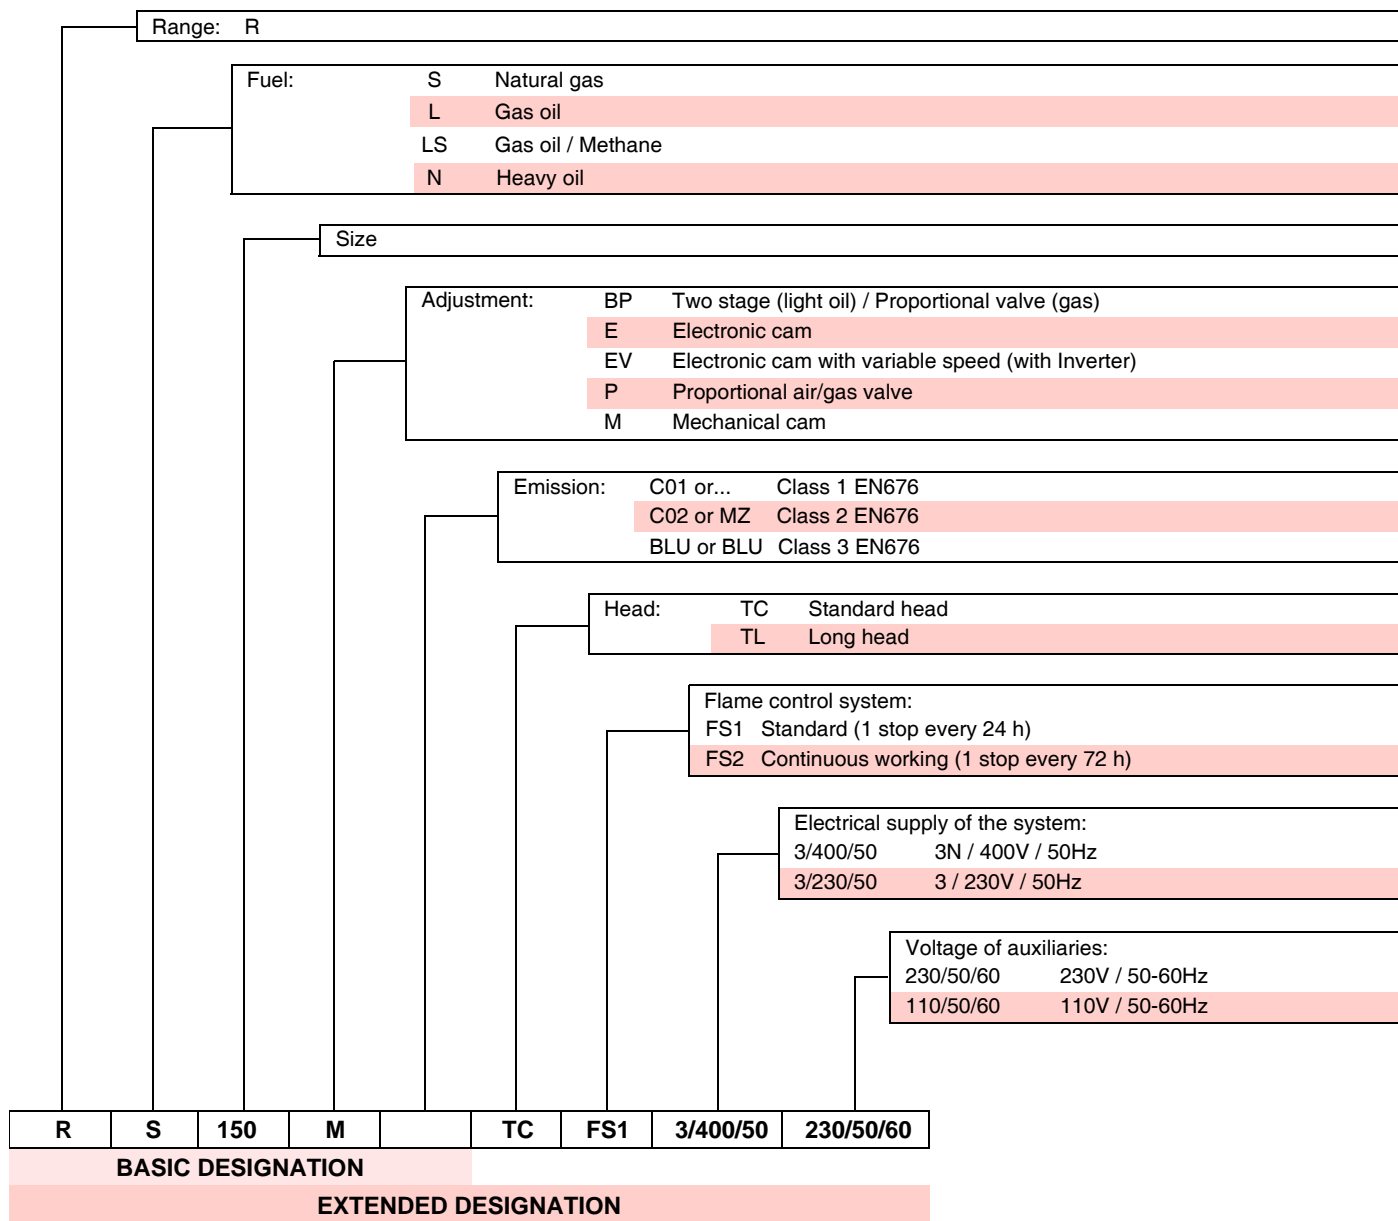 Range: R
Fuel: S Natural gas
L Gas oil
LS Gas oil / Methane
N Heavy oil
Size
Adjustment: BP Two stage (light oil) / Proportional valve (gas)
E Electronic cam
EV Electronic cam with variable speed (with Inverter)
P Proportional air/gas valve
M Mechanical cam
Emission: C01 or... Class 1 EN676
C02 or MZ Class 2 EN676
BLU or BLU Class 3 EN676
Head: TC Standard head
TL Long head
Flame control system:
FS1 Standard (1 stop every 24 h)
FS2 Continuous working (1 stop every 72 h)
Electrical supply of the system:
3/400/50 3N / 400V / 50Hz
3/230/50 3 / 230V / 50Hz
Voltage of auxiliaries:
230/50/60 230V / 50-60Hz
110/50/60 110V / 50-60Hz
R S 150 M TC FS1 3/400/50 230/50/60
BASIC DESIGNATION
EXTENDED DESIGNATION